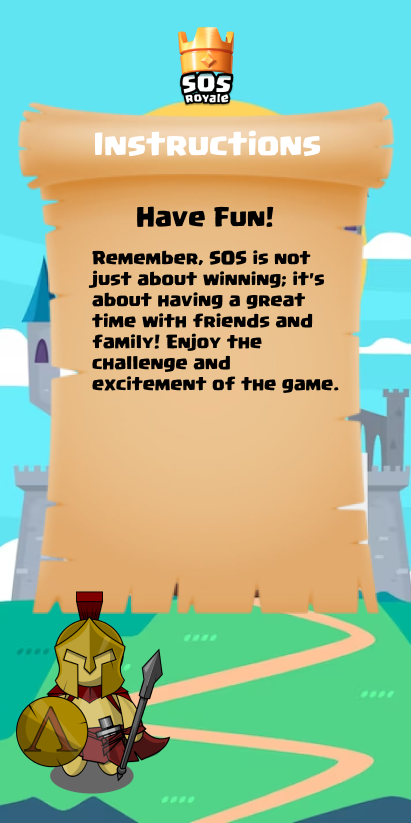 SOS
Royale
Instructions
Have Fun!
Remember, SOS is not
just about winning; it's
about having a great
time with friends and
family! Enjoy the
challenge and
excitement of the game.
Λ